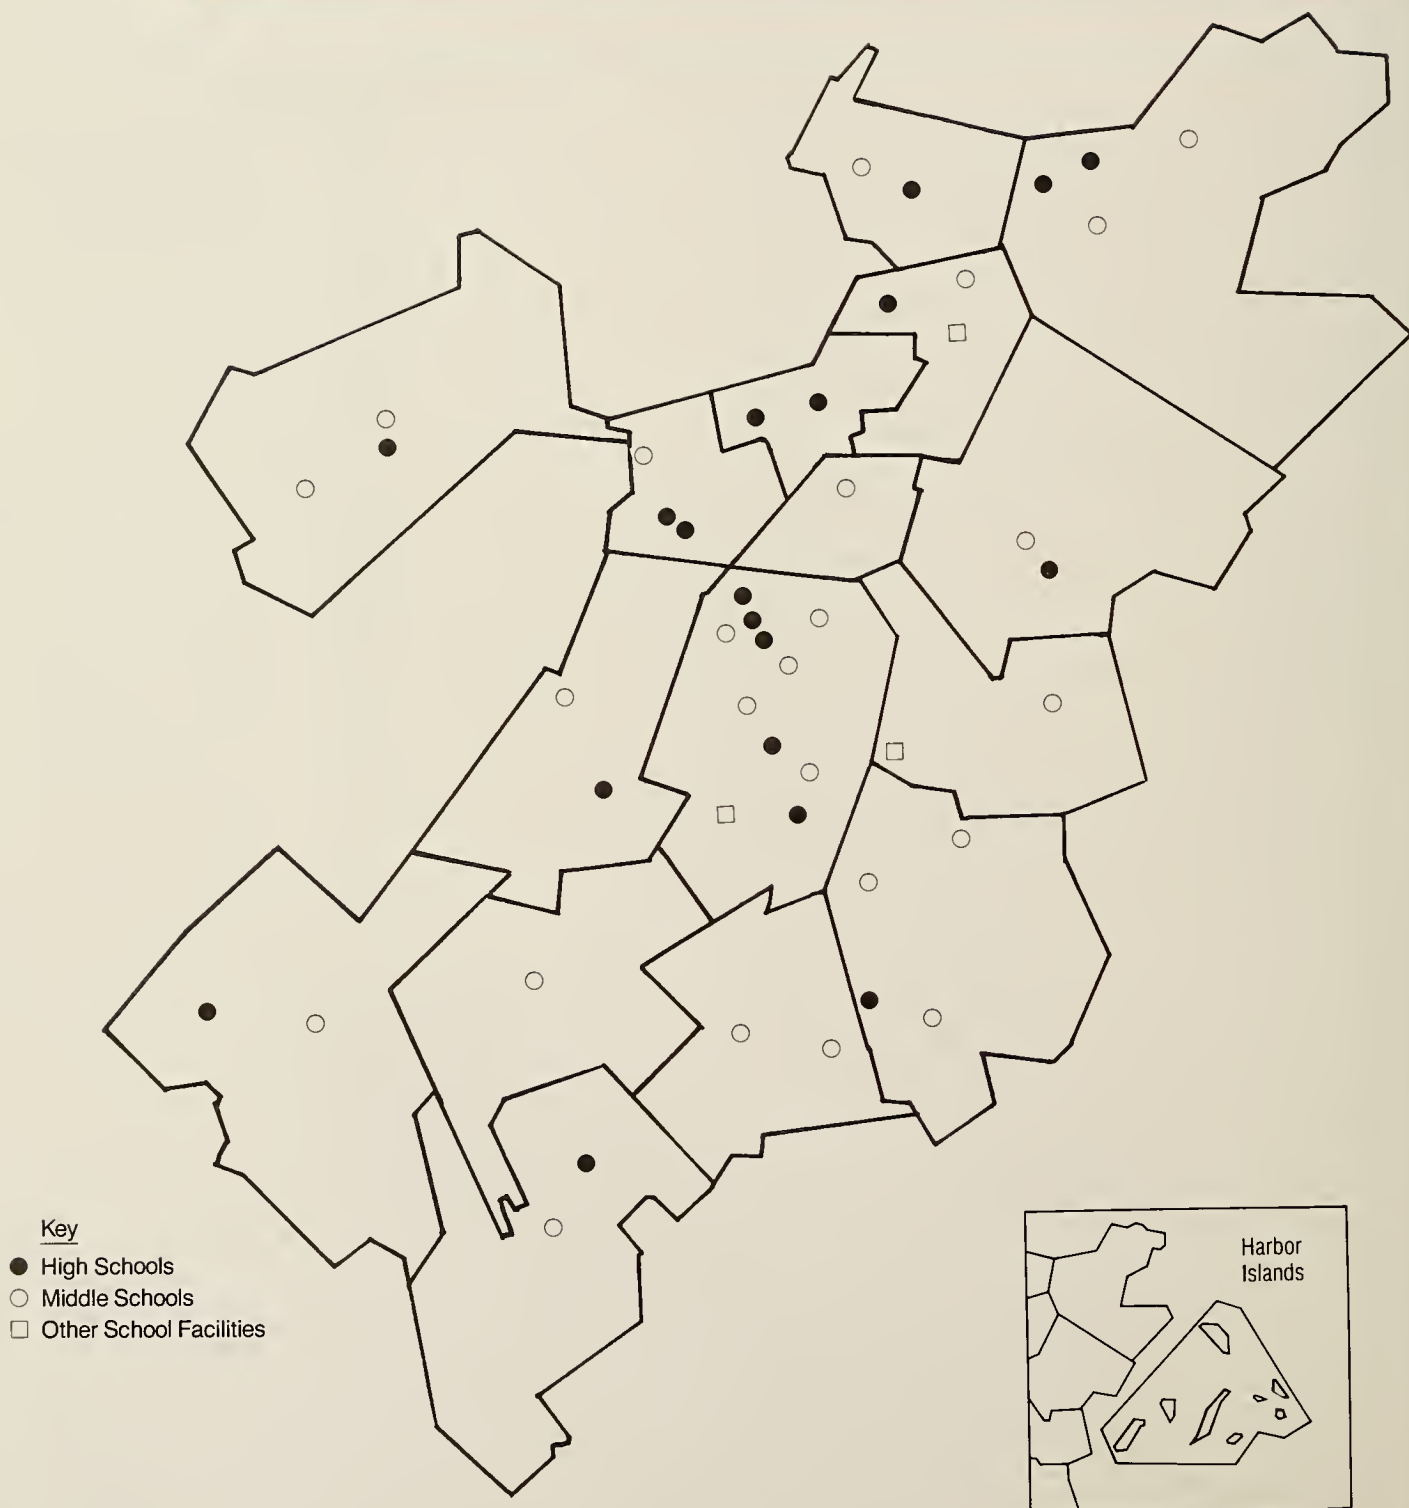 Key
High Schools
Middle Schools
Other School Facilities
Harbor
Islands